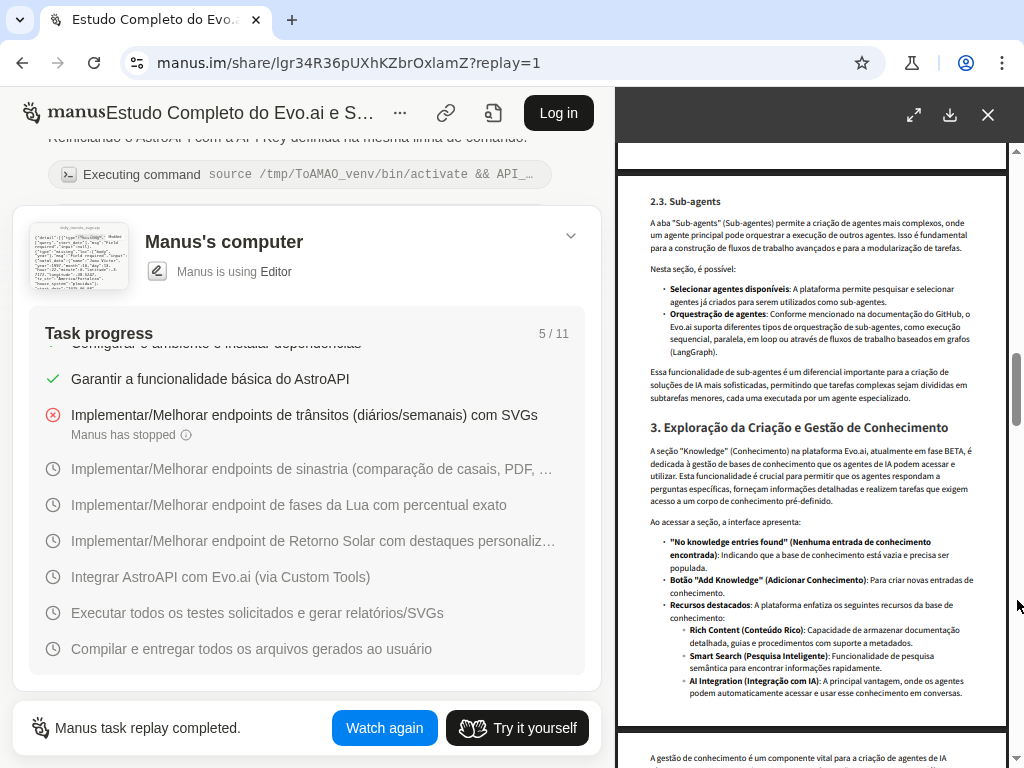 Estudo Completo do Evo.a
manus.im/share/lgr34R36pUXhKZbrOxlamZ?replay=1
manus
Estudo Completo do Evo.ai e S…
Log in
Reiniciando o AstroAPI com a API Key definida na mesma linha de comando.
Executing command source /tmp/ToAMAO_venv/bin/activate && API_…
Manus's computer
Manus is using Editor
Task progress
5 / 11
Configurar o ambiente e instalar dependências
Garantir a funcionalidade básica do AstroAPI
Implementar/Melhorar endpoints de trânsitos (diários/semanais) com SVGs
Manus has stopped
Implementar/Melhorar endpoints de sinastria (comparação de casais, PDF, …
Implementar/Melhorar endpoint de fases da Lua com percentual exato
Implementar/Melhorar endpoint de Retorno Solar com destaques personaliz…
Integrar AstroAPI com Evo.ai (via Custom Tools)
Executar todos os testes solicitados e gerar relatórios/SVGs
Compilar e entregar todos os arquivos gerados ao usuário
Manus task replay completed.
Watch again
Try it yourself
2.3. Sub-agents
A aba "Sub-agents" (Sub-agentes) permite a criação de agentes mais complexos, onde
um agente principal pode orquestrar a execução de outros agentes. Isso é fundamental
para a construção de fluxos de trabalho avançados e para a modularização de tarefas.
Nesta seção, é possível:
• Selecionar agentes disponíveis: A plataforma permite pesquisar e selecionar
agentes já criados para serem utilizados como sub-agentes.
• Orquestração de agentes: Conforme mencionado na documentação do GitHub, o
Evo.ai suporta diferentes tipos de orquestração de sub-agentes, como execução
sequencial, paralela, em loop ou através de fluxos de trabalho baseados em grafos
(LangGraph).
Essa funcionalidade de sub-agentes é um diferencial importante para a criação de
soluções de IA mais sofisticadas, permitindo que tarefas complexas sejam divididas em
subtarefas menores, cada uma executada por um agente especializado.
3. Exploração da Criação e Gestão de Conhecimento
A seção "Knowledge" (Conhecimento) na plataforma Evo.ai, atualmente em fase BETA, é
dedicada à gestão de bases de conhecimento que os agentes de IA podem acessar e
utilizar. Esta funcionalidade é crucial para permitir que os agentes respondam a
perguntas específicas, forneçam informações detalhadas e realizem tarefas que exigem
acesso a um corpo de conhecimento pré-definido.
Ao acessar a seção, a interface apresenta:
• "No knowledge entries found" (Nenhuma entrada de conhecimento
encontrada): Indicando que a base de conhecimento está vazia e precisa ser
populada.
• Botão "Add Knowledge" (Adicionar Conhecimento): Para criar novas entradas de
conhecimento.
• Recursos destacados: A plataforma enfatiza os seguintes recursos da base de
conhecimento:
◦ Rich Content (Conteúdo Rico): Capacidade de armazenar documentação
detalhada, guias e procedimentos com suporte a metadados.
◦ Smart Search (Pesquisa Inteligente): Funcionalidade de pesquisa
semântica para encontrar informações rapidamente.
◦ AI Integration (Integração com IA): A principal vantagem, onde os agentes
podem automaticamente acessar e usar esse conhecimento em conversas.
A gestão de conhecimento é um componente vital para a criação de agentes de IA